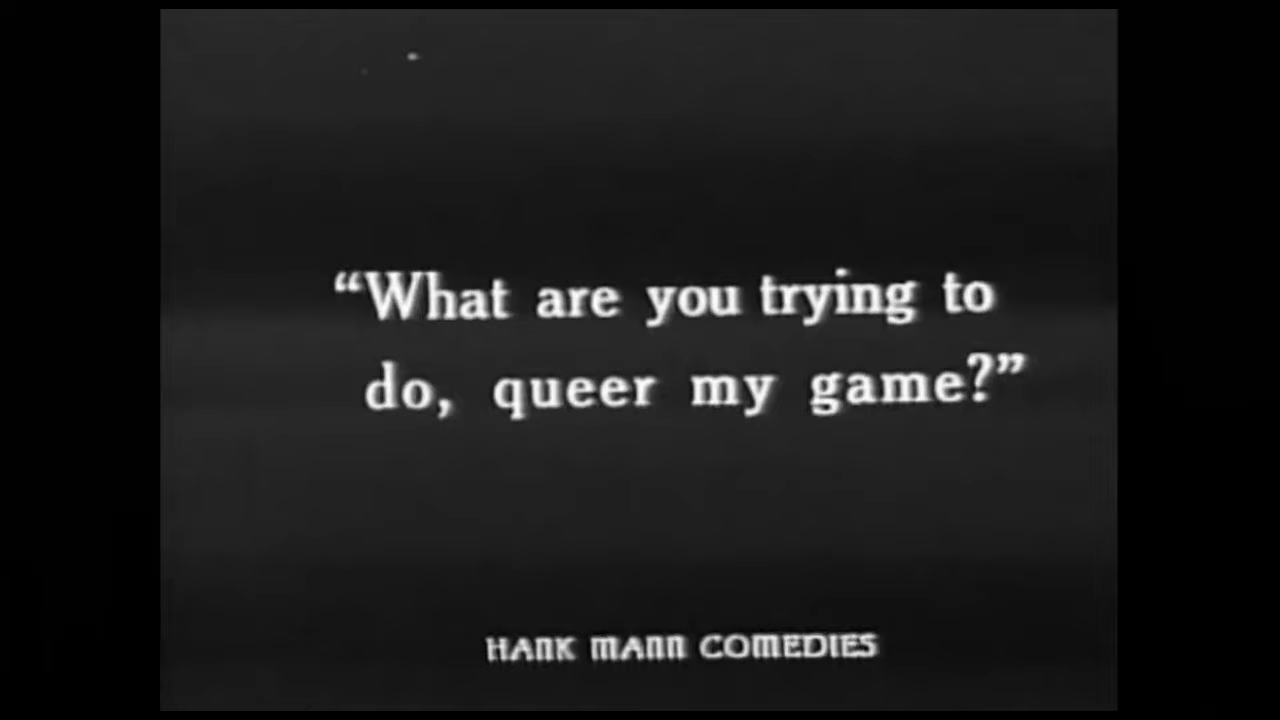 “What are you trying to
do, queer my game?”
HANK MANN COMEDIES